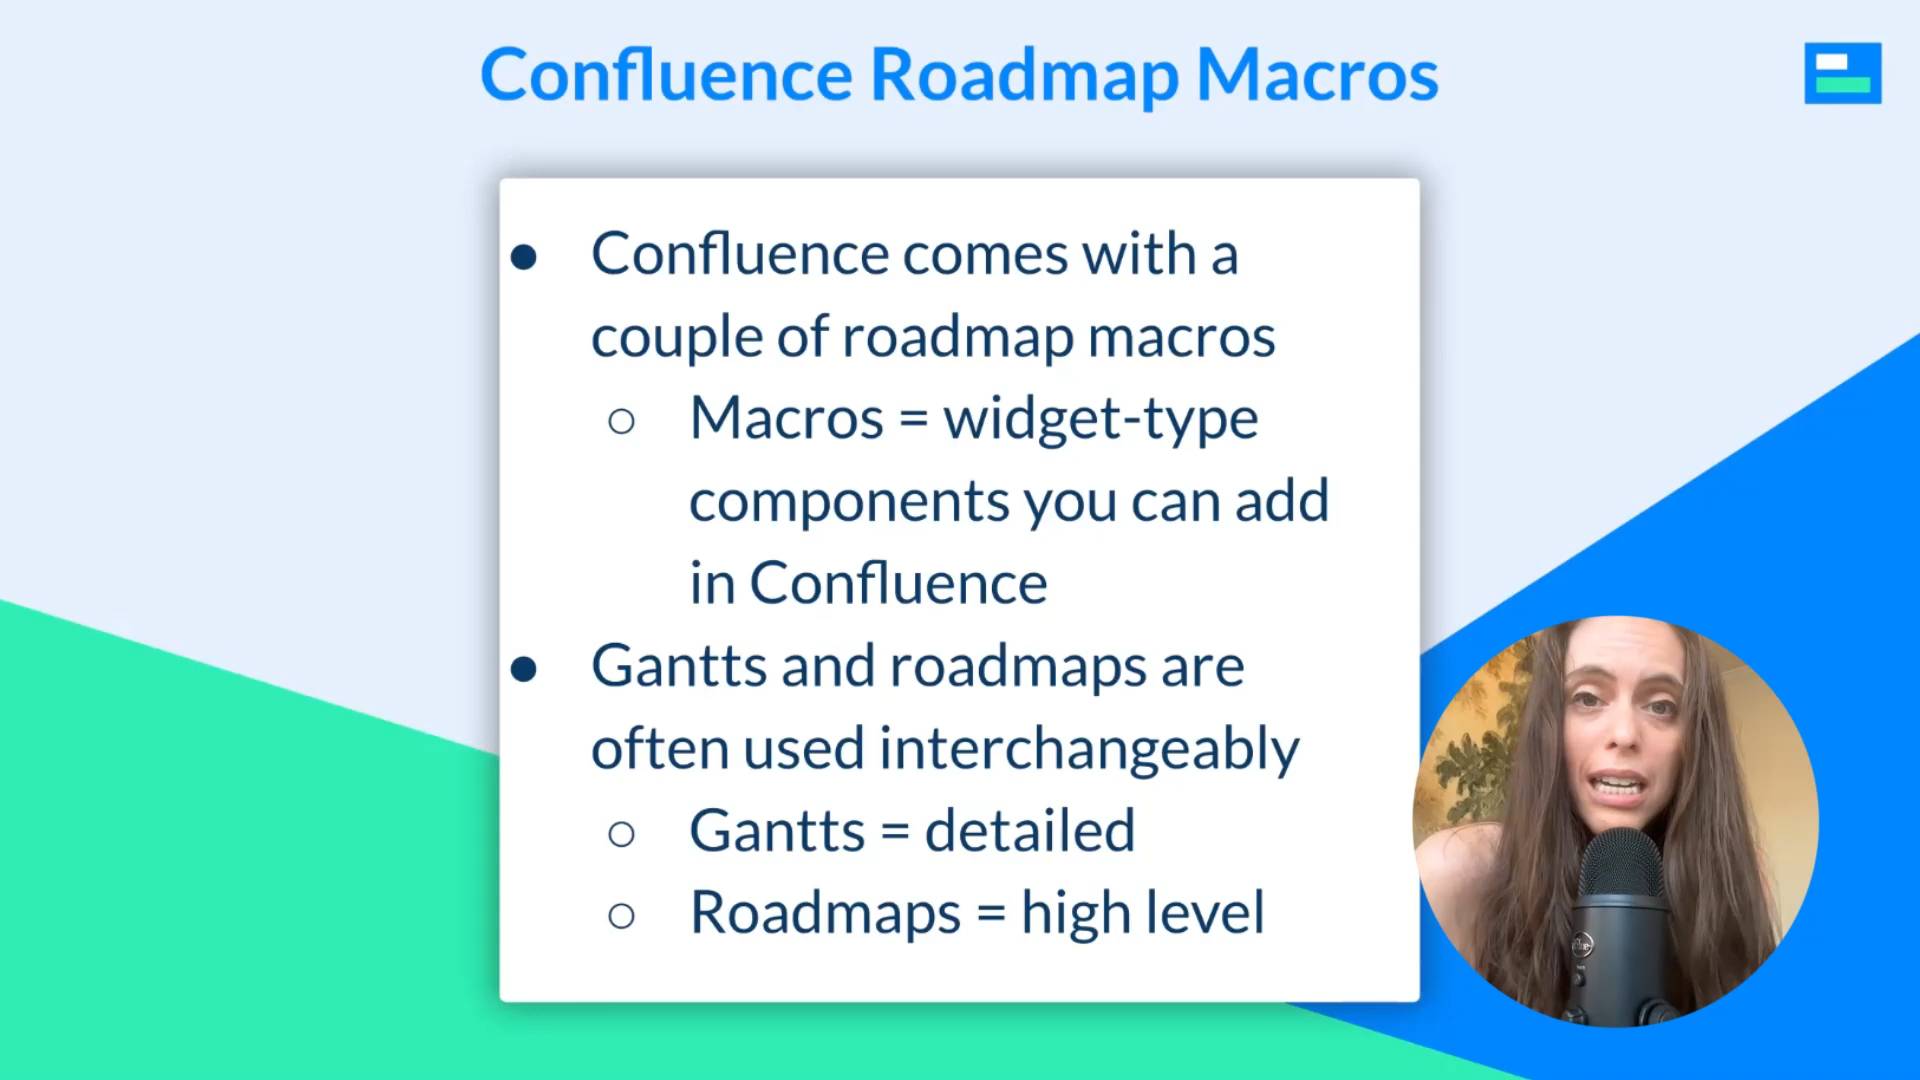 Confluence Roadmap Macros
● Confluence comes with a
couple of roadmap macros
○ Macros = widget-type
components you can add
in Confluence
● Gantts and roadmaps are
often used interchangeably
○ Gantts = detailed
○ Roadmaps = high level